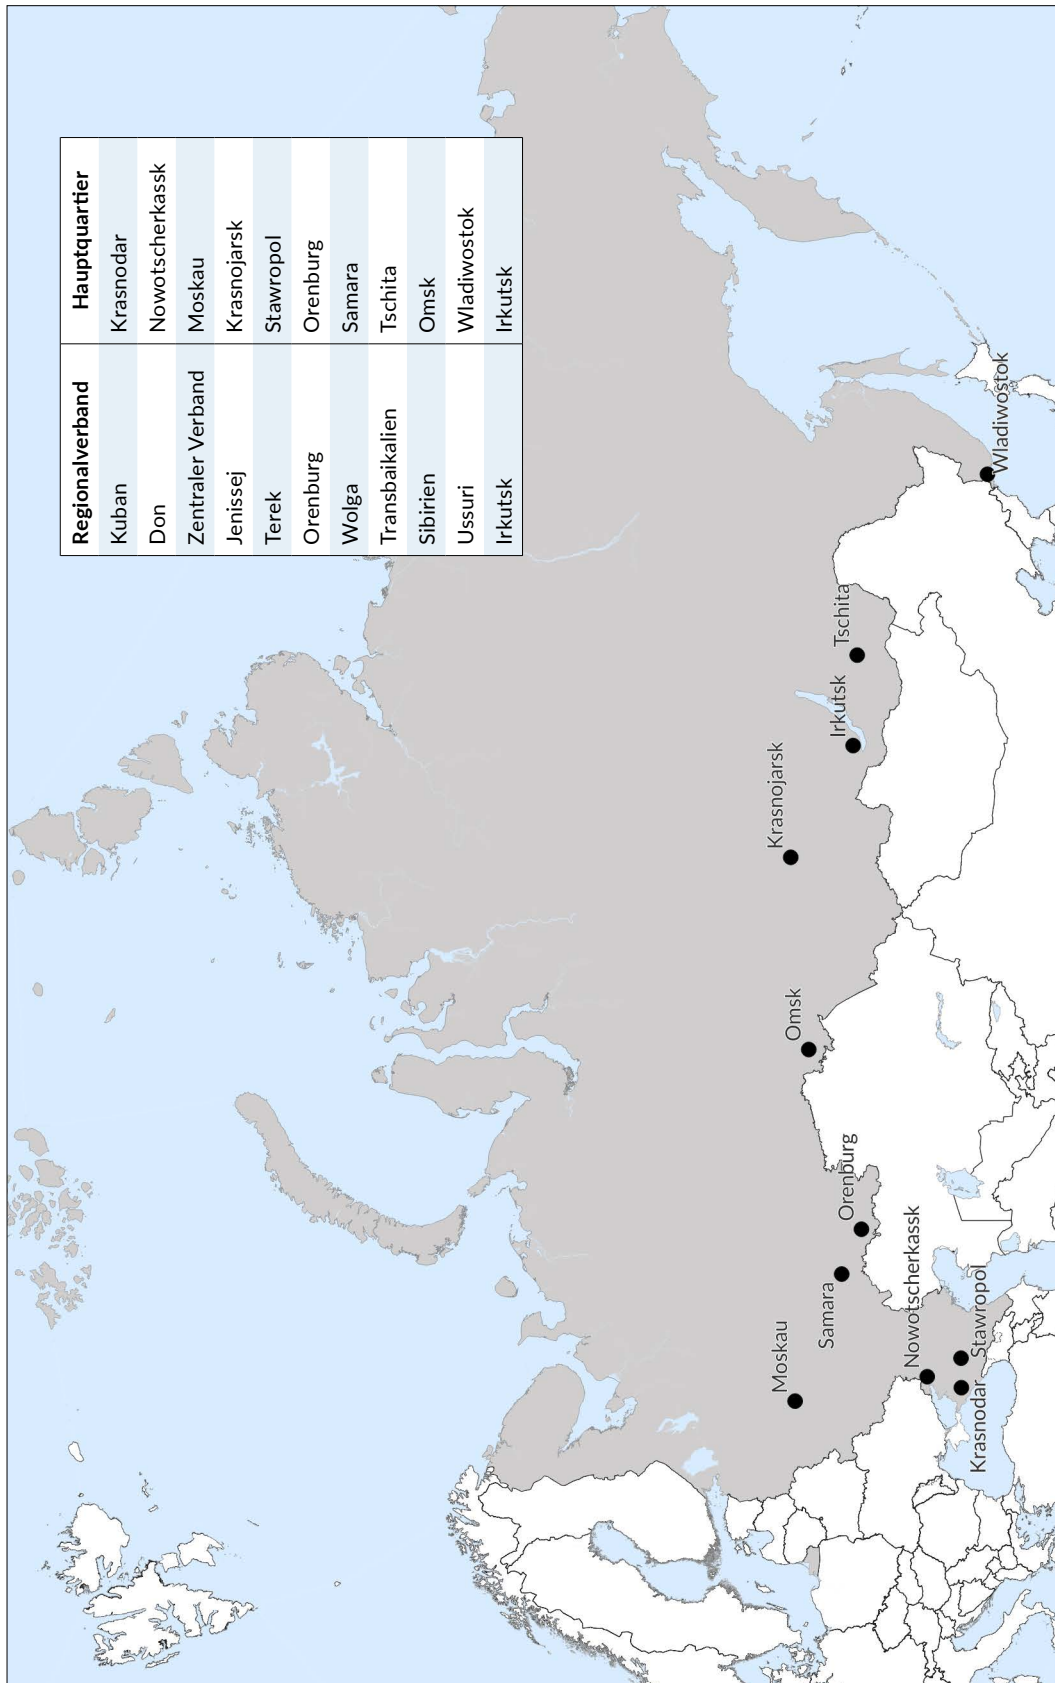 Regionalverband Hauptquartier
Kuban Krasnodar
Don Nowotscherkassk
Zentraler Verband Moskau
Jenissej Krasnojarsk
Terek Stawropol
Orenburg Orenburg
Wolga Samara
Transbaikalien Tschita
Sibirien Omsk
Ussuri Wladiwostok
Irkutsk Irkutsk
Moskau
Krasnojarsk
Omsk
Samara
Orenburg
Irkutsk
Tschita
Nowotscherkassk
Krasnodar
Stawropol
Wladiwostok